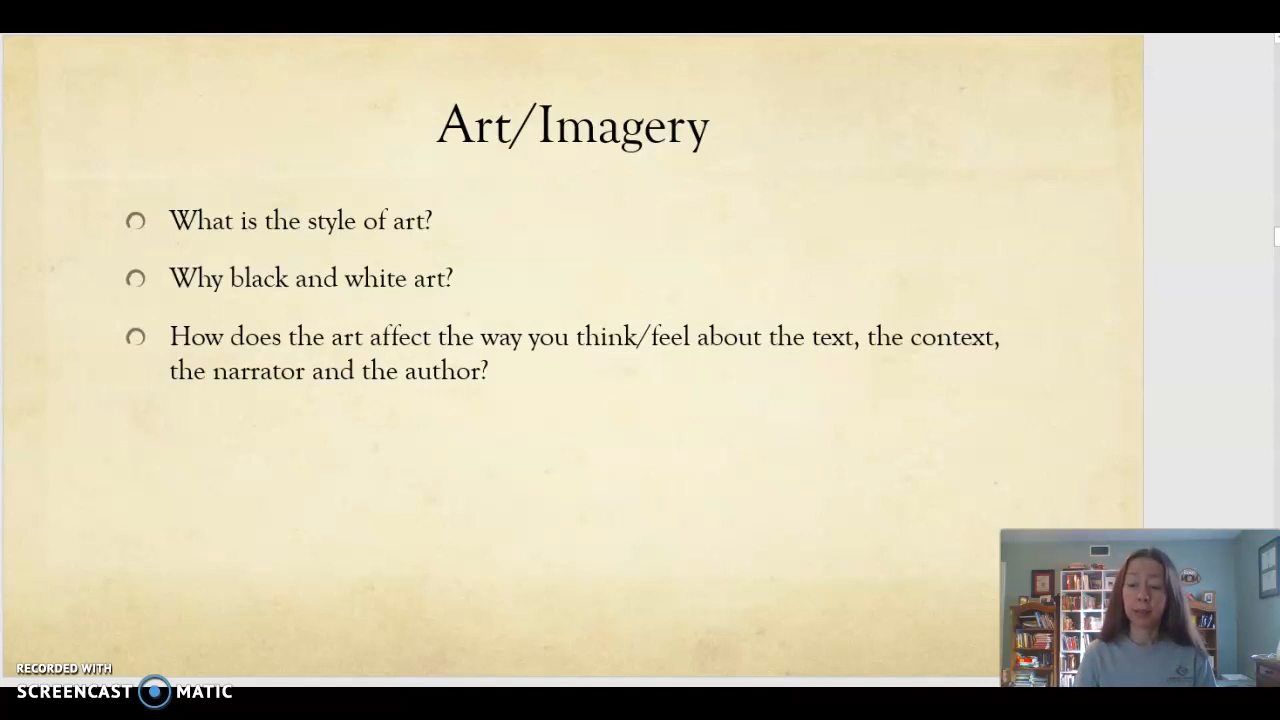 Art/Imagery
What is the style of art?
Why black and white art?
How does the art affect the way you think/feel about the text, the context,
the narrator and the author?
RECORDED WITH
SCREENCAST MATIC